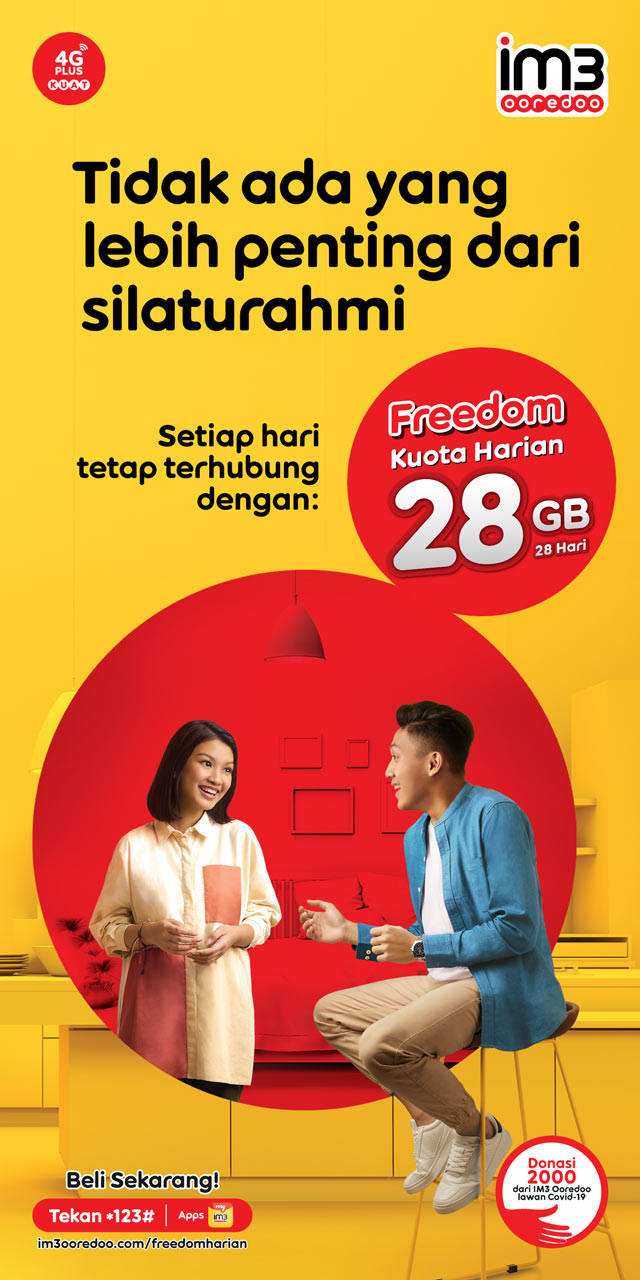 4G
PLUS
KUAT
im3
ooredoo
Tidak ada yang
lebih penting dari
silaturahmi
Setiap hari
tetap terhubung
dengan:
Freedom
Kuota Harian
28 GB
28 Hari
Beli Sekarang!
Tekan *123# | Apps my im3
im3ooredoo.com/freedomharian
Donasi
2000
dari IM3 Ooredoo
lawan Covid-19